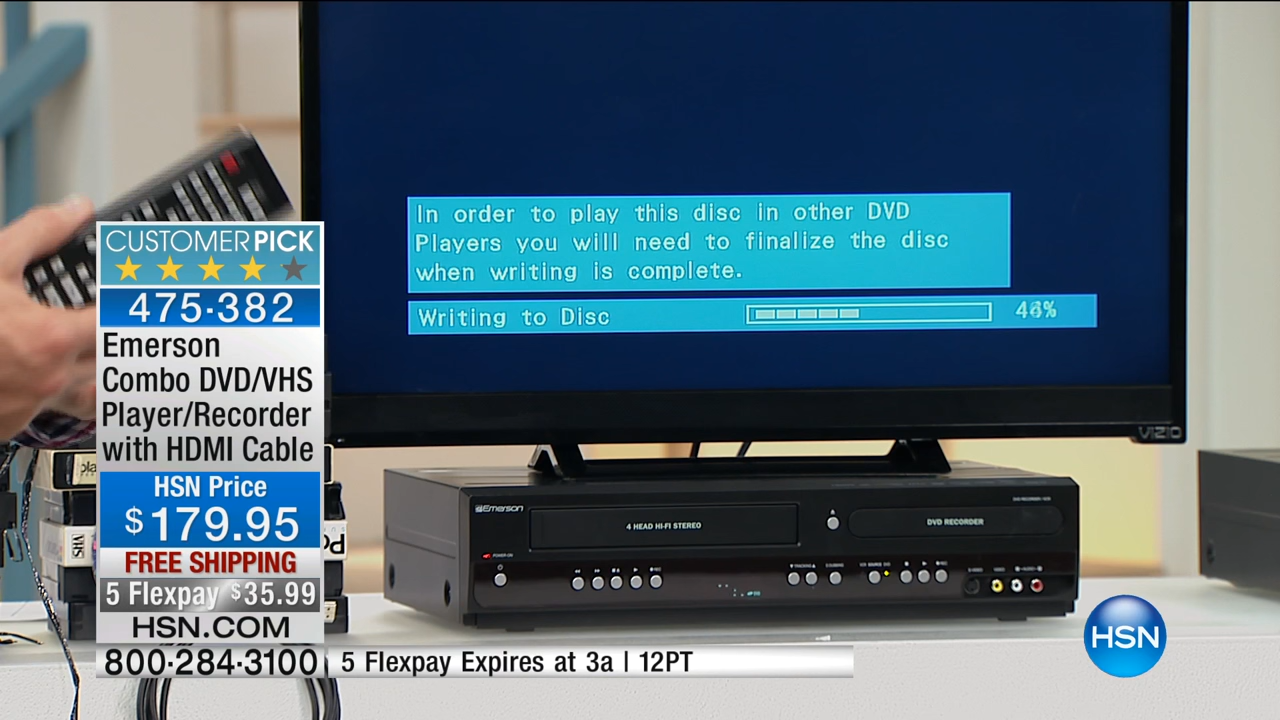 In order to play this disc in other DVD
Players you will need to finalize the disc
when writing is complete.
Writing to Disc
CUSTOMER PICK
475-382
Emerson
Combo DVD/VHS
Player/Recorder
with HDMI Cable
HSN Price
$179.95
FREE SHIPPING
5 Flexpay $35.99
HSN.COM
800·284·3100
5 Flexpay Expires at 3a | 12PT
VIZIO
Emerson
4 HEAD HI-FI STEREO
DVD RECORDER
POWER-ON
VHS
HSN